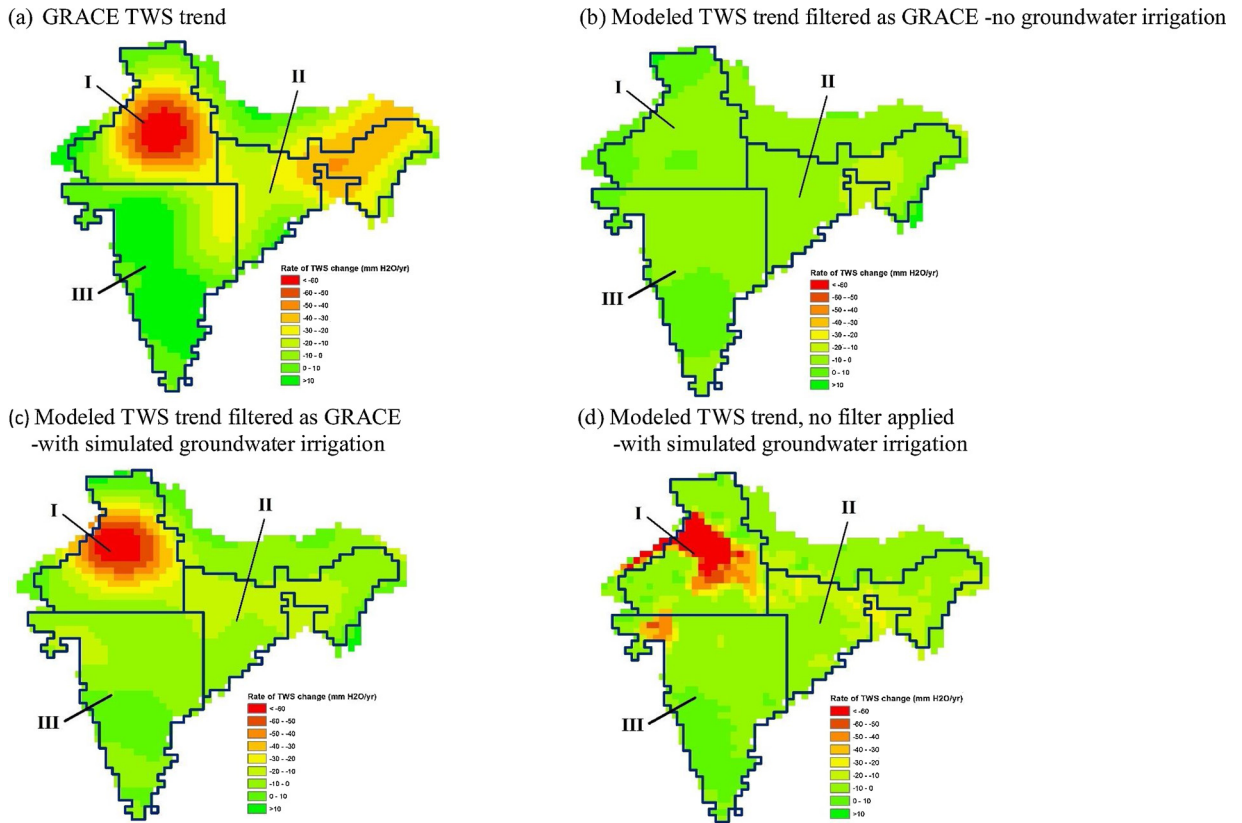 (a) GRACE TWS trend
I
II
III
Rate of TWS change (mm H2O/yr)
< -60
-60 - -50
-50 - -40
-40 - -30
-30 - -20
-20 - -10
-10 - 0
0 - 10
>10
(b) Modeled TWS trend filtered as GRACE -no groundwater irrigation
I
II
III
Rate of TWS change (mm H2O/yr)
< -60
-60 - -50
-50 - -40
-40 - -30
-30 - -20
-20 - -10
-10 - 0
0 - 10
>10
(c) Modeled TWS trend filtered as GRACE
-with simulated groundwater irrigation
I
II
III
Rate of TWS change (mm H2O/yr)
< -60
-60 - -50
-50 - -40
-40 - -30
-30 - -20
-20 - -10
-10 - 0
0 - 10
>10
(d) Modeled TWS trend, no filter applied
-with simulated groundwater irrigation
I
II
III
Rate of TWS change (mm H2O/yr)
< -60
-60 - -50
-50 - -40
-40 - -30
-30 - -20
-20 - -10
-10 - 0
0 - 10
>10